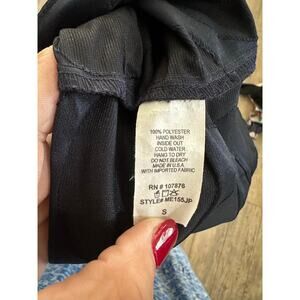 100% POLYESTER
HAND WASH
INSIDE OUT
COLD WATER
HANG TO DRY
DO NOT BLEACH
MADE IN U.S.A.
WITH IMPORTED FABRIC
RN # 107876
STYLE# ME155JP
S